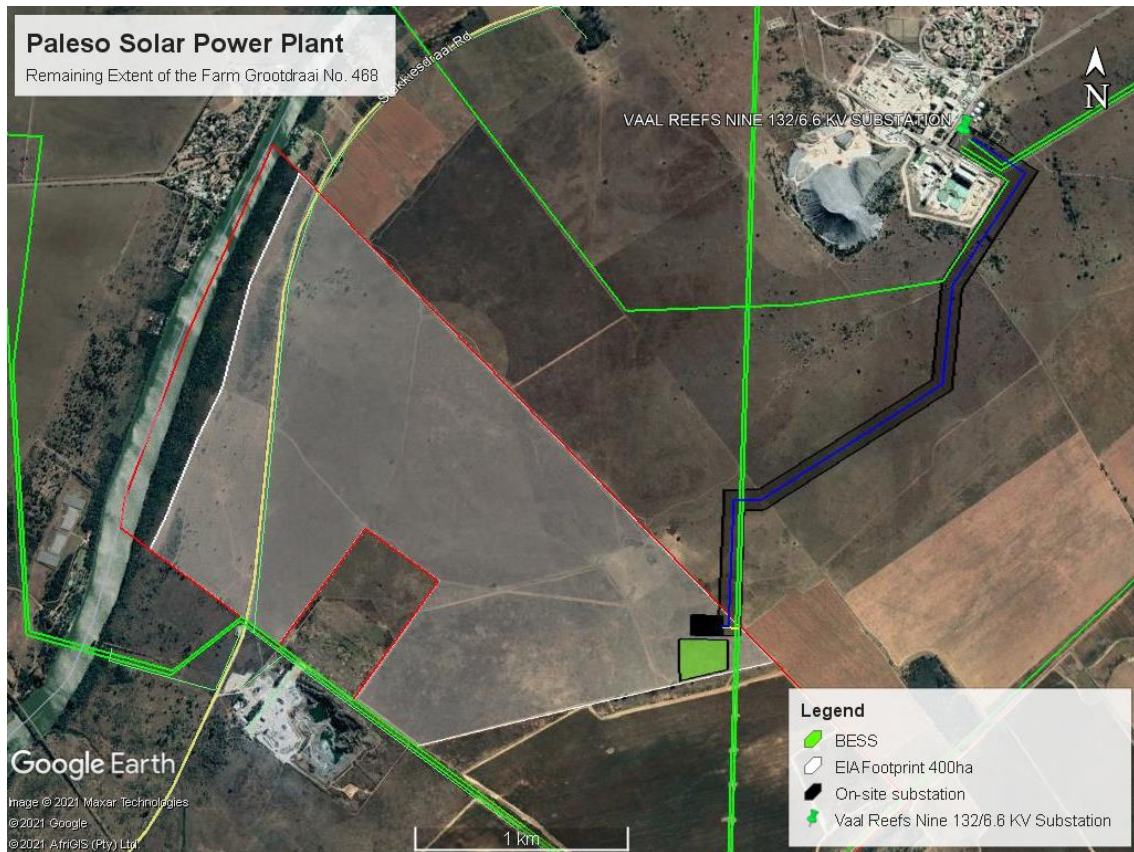 Paleso Solar Power Plant
Remaining Extent of the Farm Grootdraai No. 468
Stokkiesdraai Rd
N
VAAL REEFS NINE 132/6.6 KV SUBSTATION
Legend
BESS
EIA Footprint 400ha
On-site substation
Vaal Reefs Nine 132/6.6 KV Substation
Google Earth
Image © 2021 Maxar Technologies
© 2021 Google
© 2021 AfriGIS (Pty) Ltd.
1 km